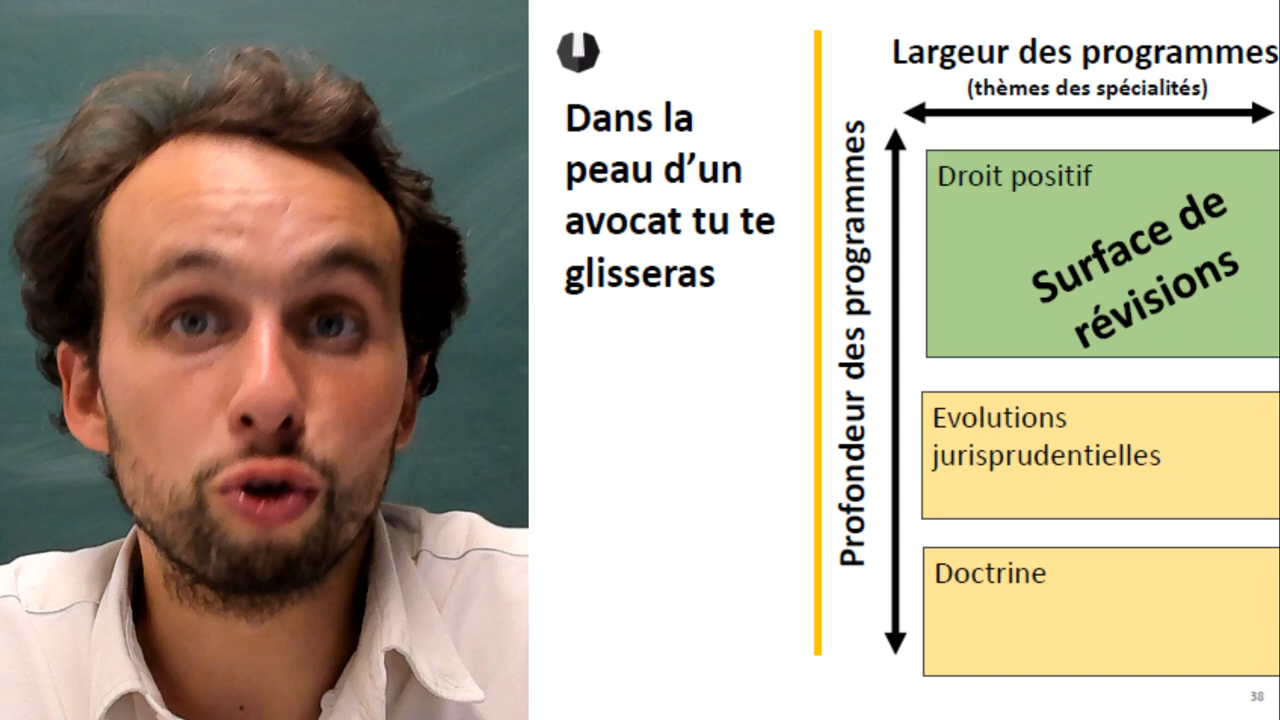 Dans la
peau d’un
avocat tu te
glisseras
Largeur des programmes
(thèmes des spécialités)
Profondeur des programmes
Droit positif
Surface de
révisions
Evolutions
jurisprudentielles
Doctrine
38